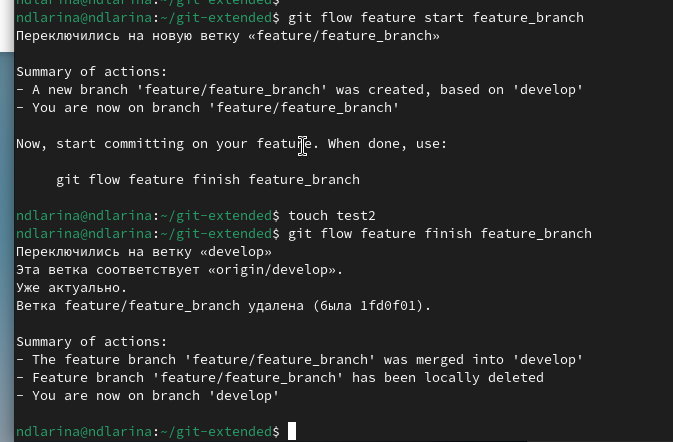 ndlarina@ndlarina:~/git-extended$ git flow feature start feature_branch
Переключились на новую ветку «feature/feature_branch»
Summary of actions:
- A new branch 'feature/feature_branch' was created, based on 'develop'
- You are now on branch 'feature/feature_branch'
Now, start committing on your feature. When done, use:
git flow feature finish feature_branch
ndlarina@ndlarina:~/git-extended$ touch test2
ndlarina@ndlarina:~/git-extended$ git flow feature finish feature_branch
Переключились на ветку «develop»
Эта ветка соответствует «origin/develop».
Уже актуально.
Ветка feature/feature_branch удалена (была 1fd0f01).
Summary of actions:
- The feature branch 'feature/feature_branch' was merged into 'develop'
- Feature branch 'feature/feature_branch' has been locally deleted
- You are now on branch 'develop'
ndlarina@ndlarina:~/git-extended$